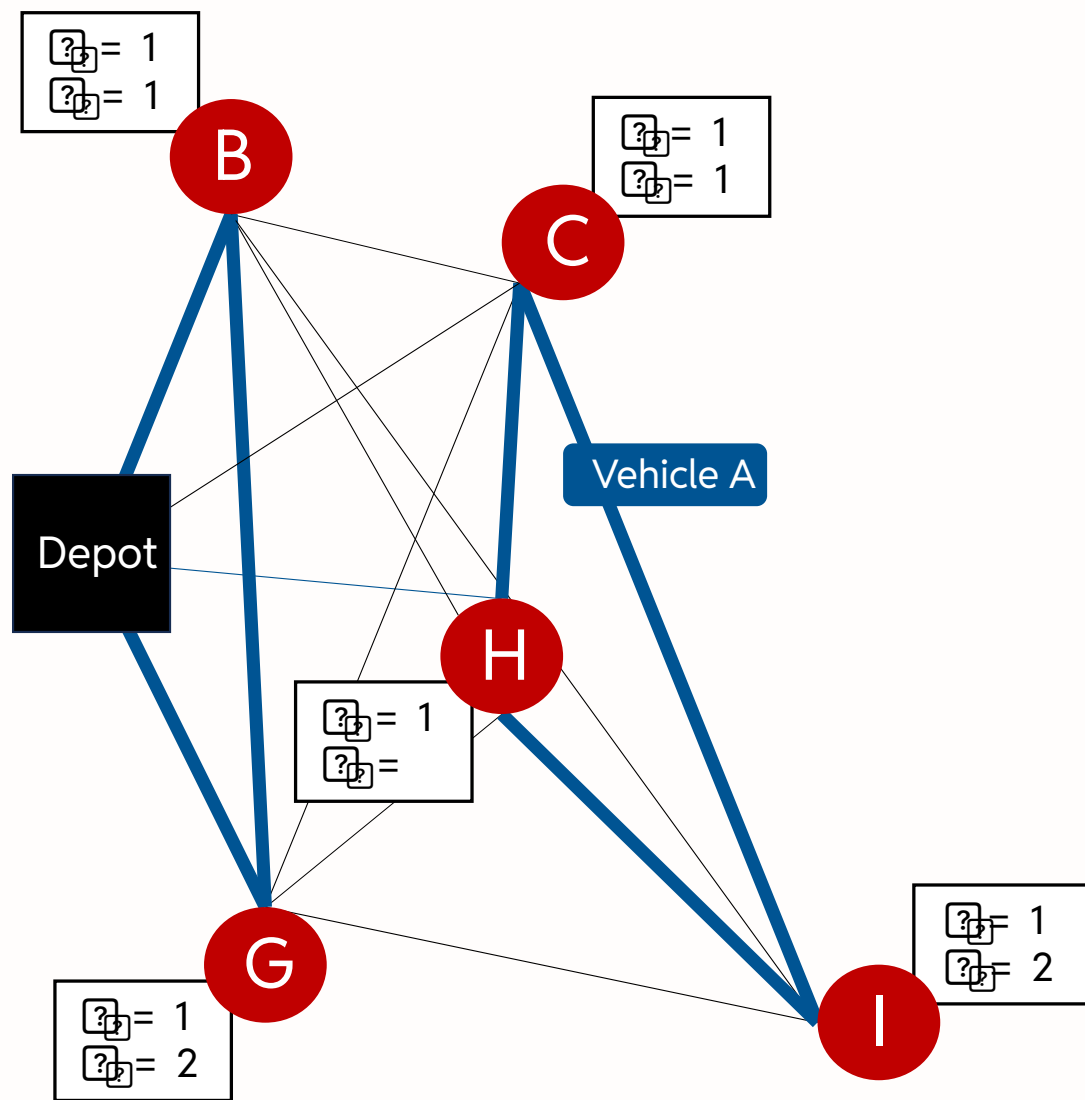 = 1
= 1
B
= 1
= 1
C
Vehicle A
Depot
H
= 1
=
= 1
= 2
G
I
= 1
= 2